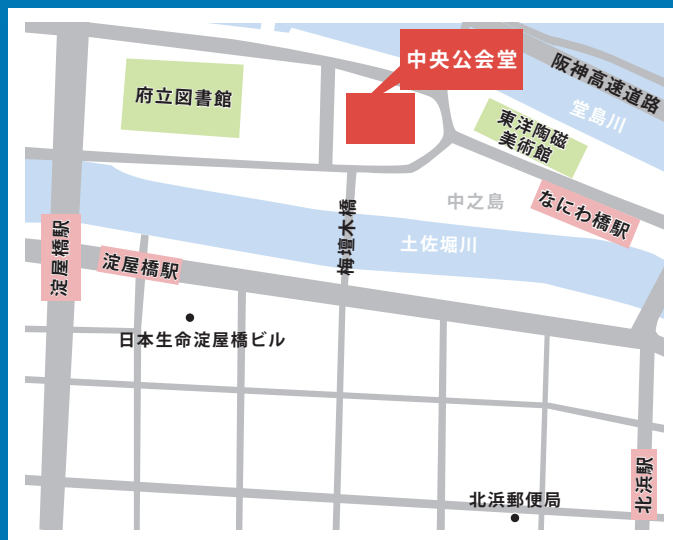 中央公会堂
阪神高速道路
府立図書館
堂島川
東洋陶磁
美術館
なにわ橋駅
中之島
栴檀木橋
土佐堀川
淀屋橋駅
淀屋橋駅
日本生命淀屋橋ビル
北浜駅
北浜郵便局